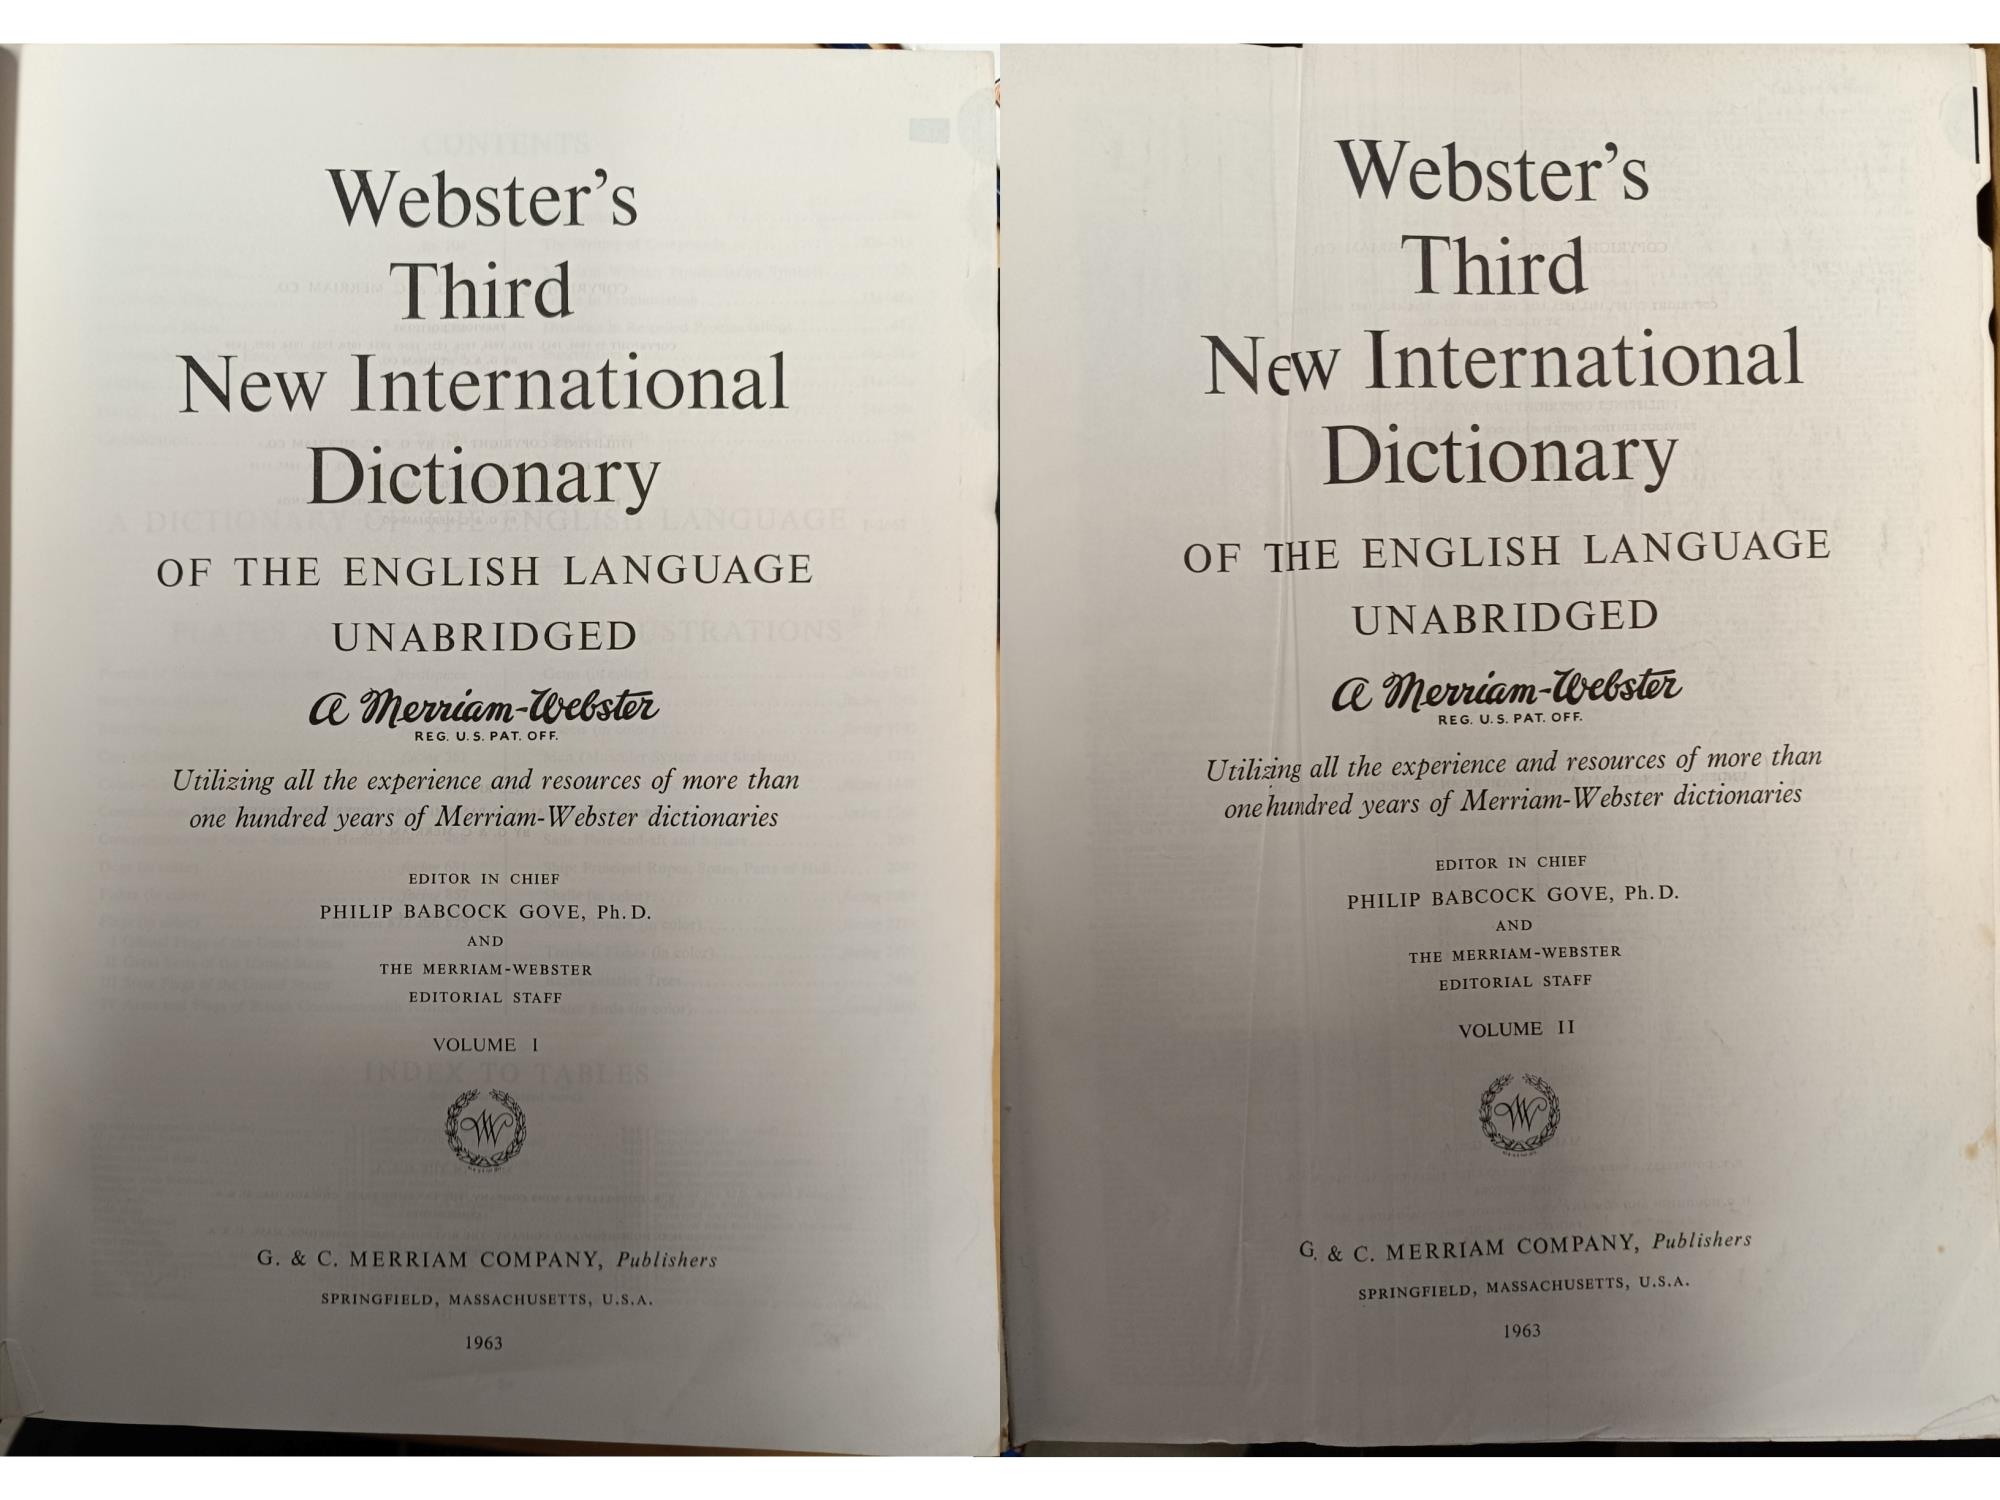 Webster's
Third
New International
Dictionary
OF THE ENGLISH LANGUAGE
UNABRIDGED
A Merriam-Webster
REG. U.S. PAT. OFF.
Utilizing all the experience and resources of more than
one hundred years of Merriam-Webster dictionaries
EDITOR IN CHIEF
PHILIP BABCOCK GOVE, Ph.D.
AND
THE MERRIAM-WEBSTER
EDITORIAL STAFF
VOLUME I
W
G. & C. MERRIAM COMPANY, Publishers
SPRINGFIELD, MASSACHUSETTS, U.S.A.
1963
Webster's
Third
New International
Dictionary
OF THE ENGLISH LANGUAGE
UNABRIDGED
A Merriam-Webster
REG. U.S. PAT. OFF.
Utilizing all the experience and resources of more than
one hundred years of Merriam-Webster dictionaries
EDITOR IN CHIEF
PHILIP BABCOCK GOVE, Ph.D.
AND
THE MERRIAM-WEBSTER
EDITORIAL STAFF
VOLUME II
W
G. & C. MERRIAM COMPANY, Publishers
SPRINGFIELD, MASSACHUSETTS, U.S.A.
1963